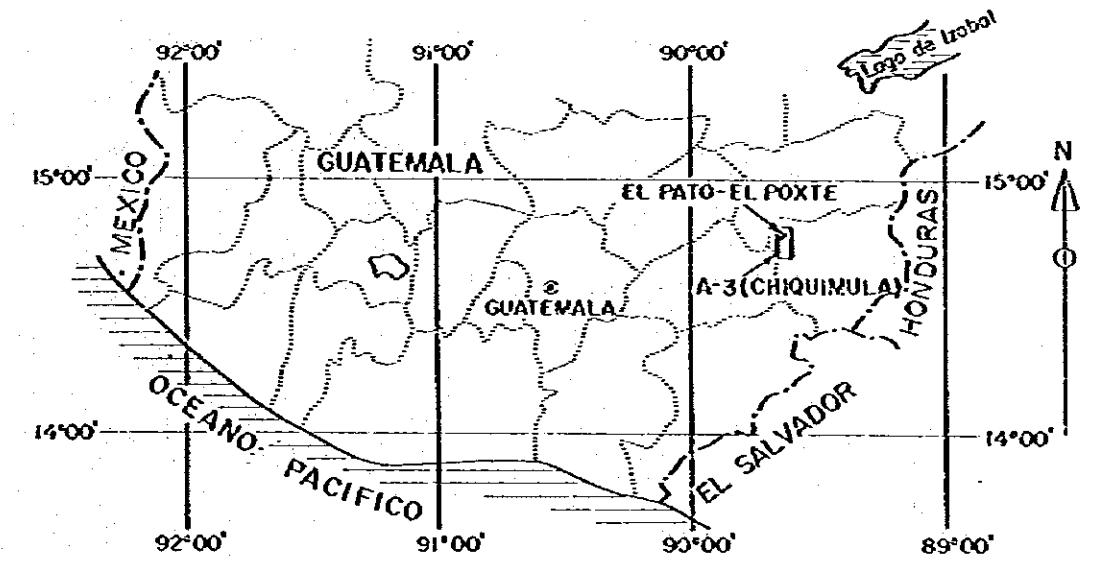 Lago de Izabal
92°00' 91°00' 90°00'
N
GUATEMALA
15°00' 15°00'
MEXICO
EL PATO-EL POXTE
HONDURAS
A-3(CHIQUIMULA)
GUATEMALA
OCEANO PACIFICO
EL SALVADOR
14°00' 14°00'
92°00' 91°00' 90°00' 89°00'